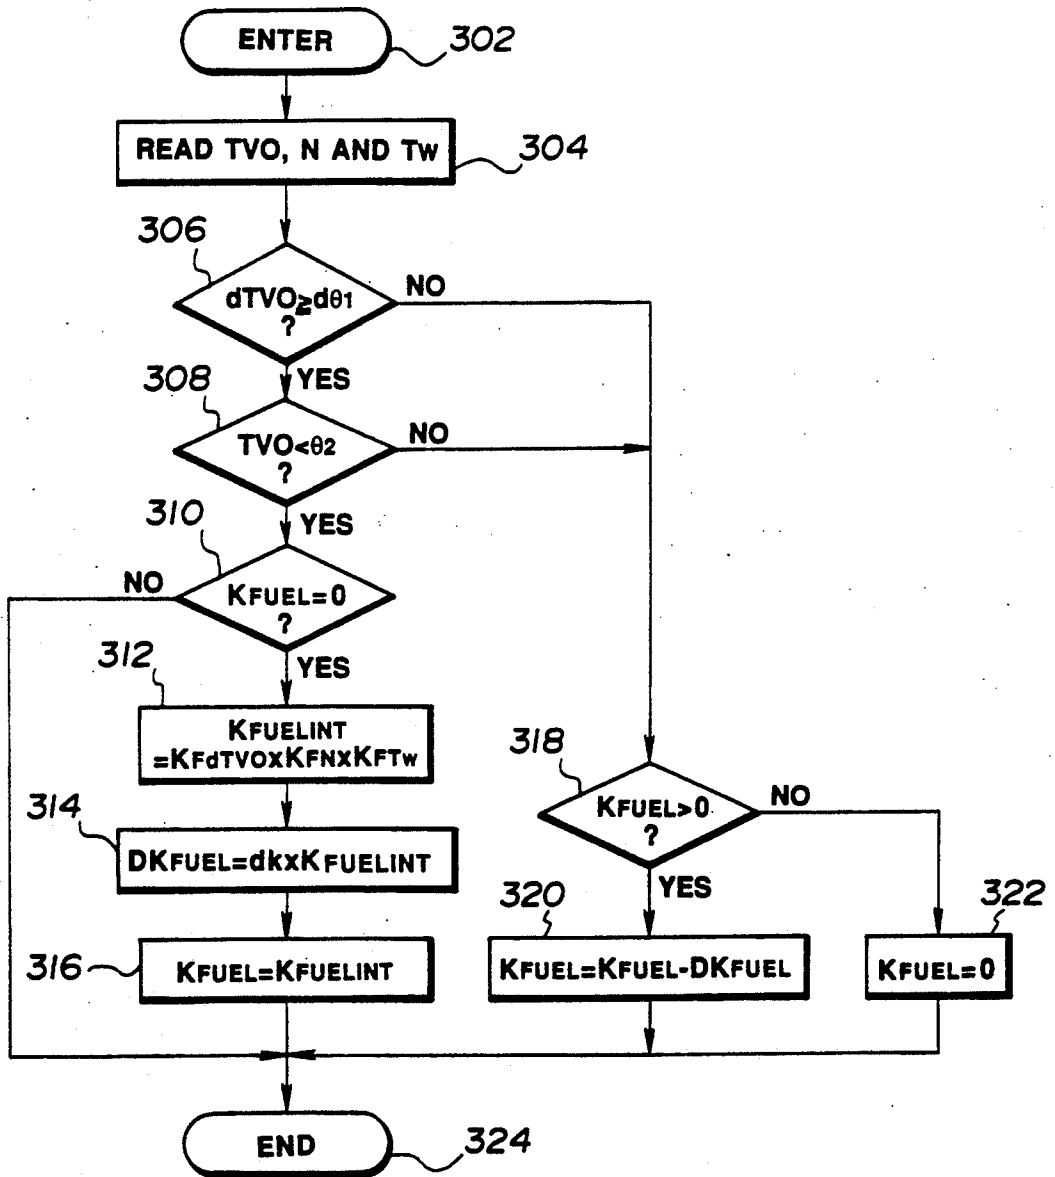 ENTER
302
READ TVO, N AND Tw
304
306
dTVO≧dθ1
?
NO
YES
308
TVO<θ2
?
NO
YES
310
NO
KFUEL=0
?
YES
312
KFUELINT
=KFdTVOxKFNxKFTw
318
KFUEL>0
?
NO
YES
314
DKFUEL=dkxKFUELINT
320
322
316
KFUEL=KFUELINT
KFUEL=KFUEL-DKFUEL
KFUEL=0
END
324